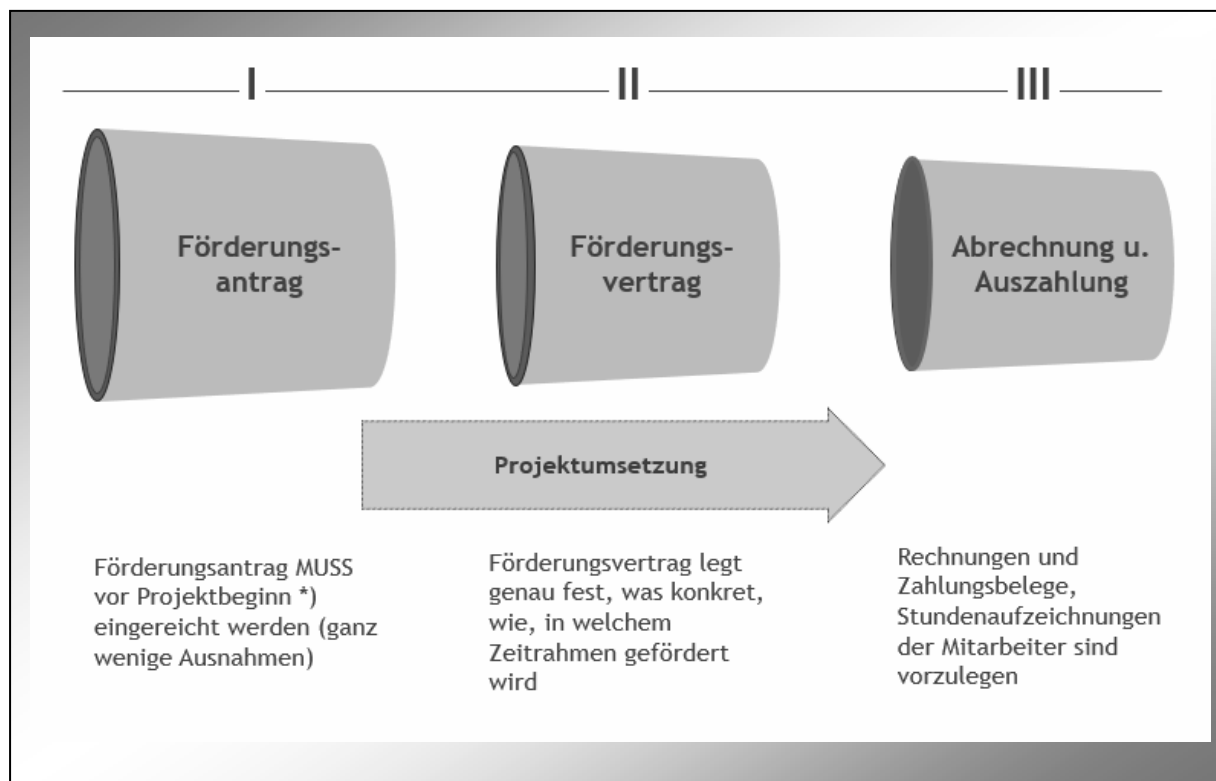 I
II
III
Förderungs-
antrag
Förderungs-
vertrag
Abrechnung u.
Auszahlung
Projektumsetzung
Förderungsantrag MUSS
vor Projektbeginn *)
eingereicht werden (ganz
wenige Ausnahmen)
Förderungsvertrag legt
genau fest, was konkret,
wie, in welchem
Zeitrahmen gefördert
wird
Rechnungen und
Zahlungsbelege,
Stundenaufzeichnungen
der Mitarbeiter sind
vorzulegen